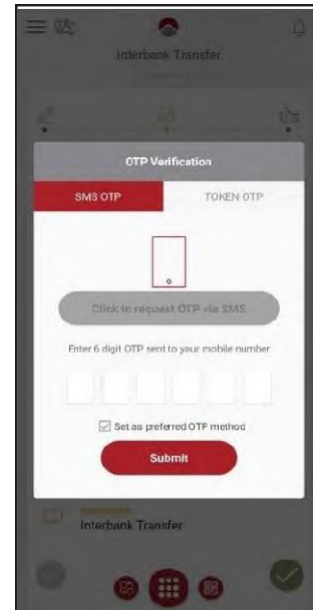 Interbank Transfer
OTP Verification
SMS OTP
TOKEN OTP
Click to request OTP via SMS
Enter 6 digit OTP sent to your mobile number
Set as preferred OTP method
Submit
Interbank Transfer